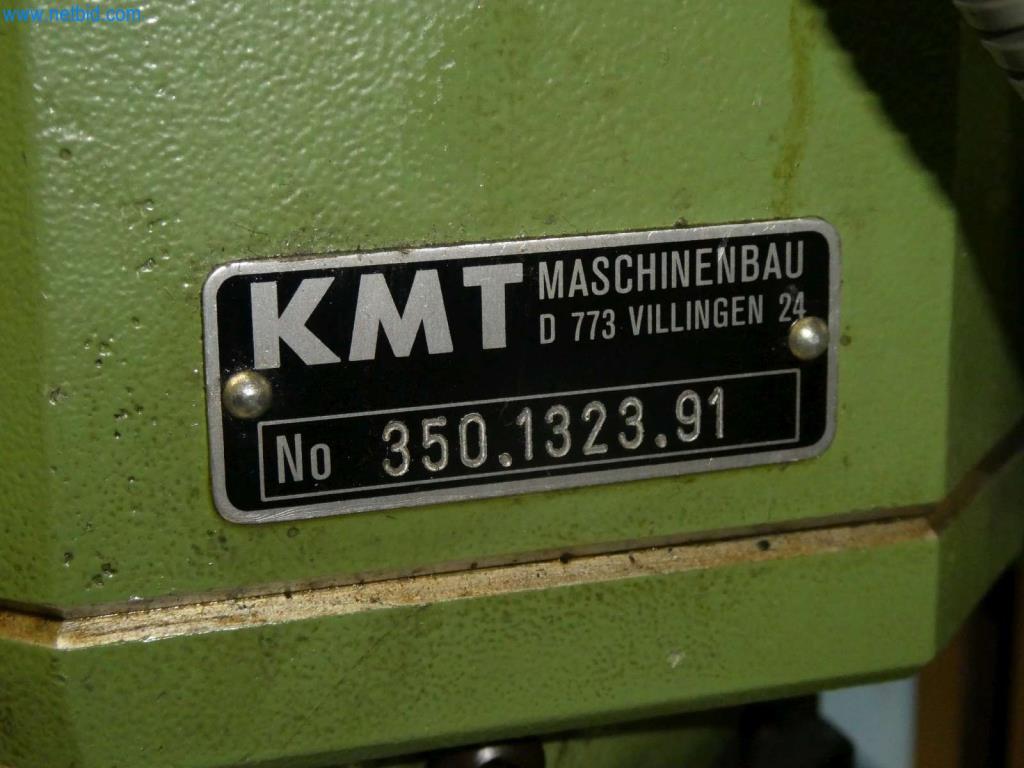 www.netbid.com
KMT MASCHINENBAU
D 773 VILLINGEN 24
No 350.1323.91